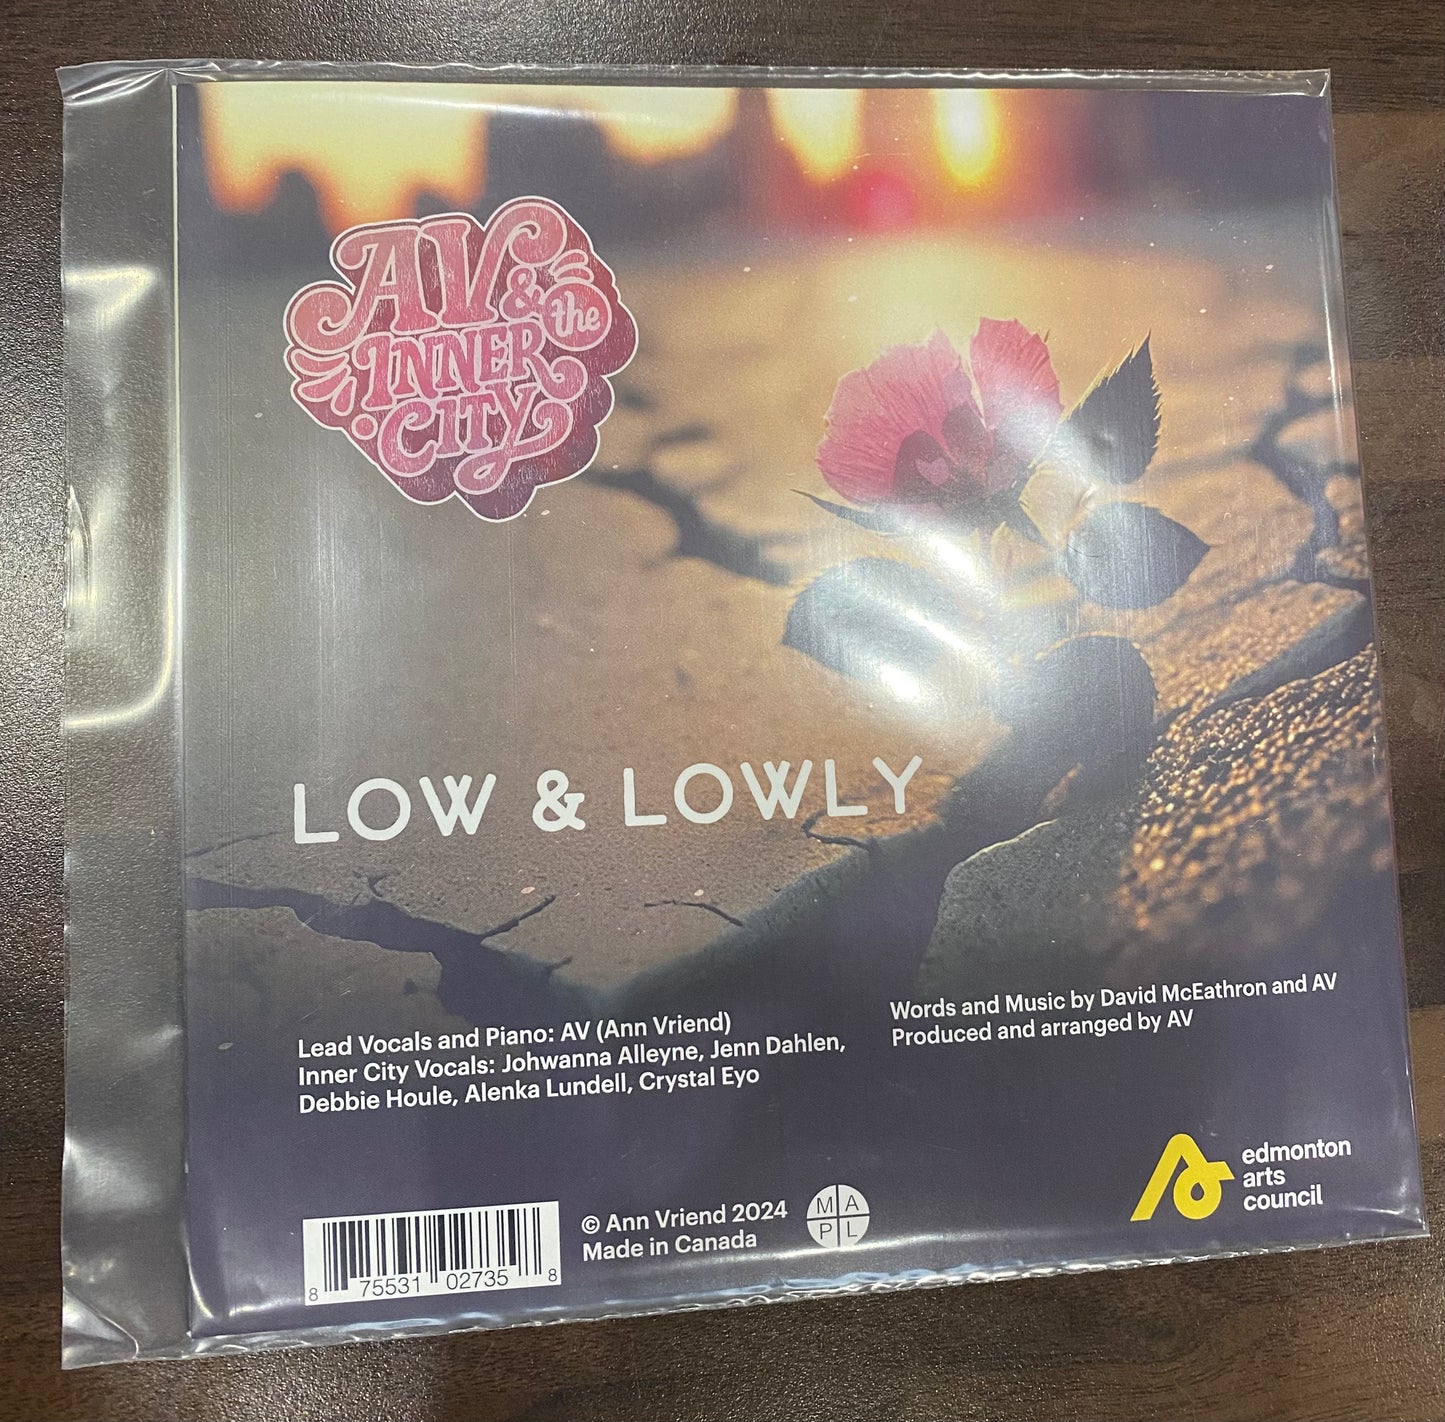 AV &
the
INNER
CITY
LOW & LOWLY
Lead Vocals and Piano: AV (Ann Vriend)
Inner City Vocals: Johwanna Alleyne, Jenn Dahlen,
Debbie Houle, Alenka Lundell, Crystal Eyo
Words and Music by David McEathron and AV
Produced and arranged by AV
8 75531 02735 8
© Ann Vriend 2024
Made in Canada
M A
P L
edmonton
arts
council